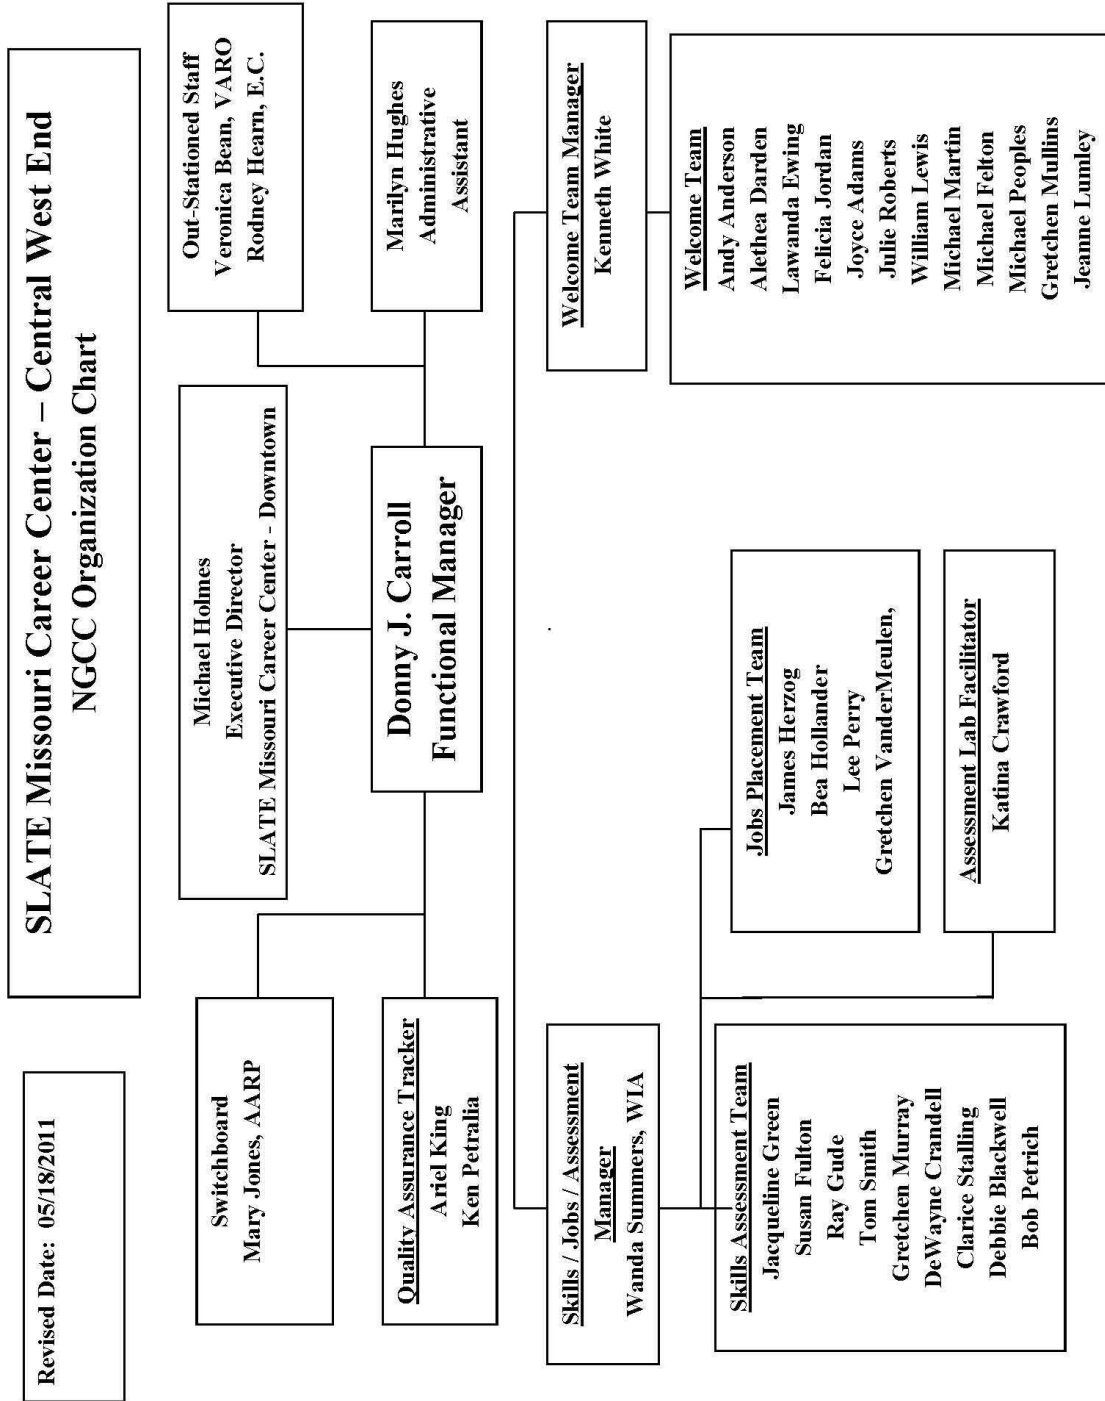 Revised Date: 05/18/2011
SLATE Missouri Career Center – Central West End
NGCC Organization Chart
Switchboard
Mary Jones, AARP
Michael Holmes
Executive Director
SLATE Missouri Career Center - Downtown
Out-Stationed Staff
Veronica Bean, VARO
Rodney Hearn, E.C.
Quality Assurance Tracker
Ariel King
Ken Petralia
Donny J. Carroll
Functional Manager
Marilyn Hughes
Administrative
Assistant
Skills / Jobs / Assessment
Manager
Wanda Summers, WIA
Welcome Team Manager
Kenneth White
Skills Assessment Team
Jacqueline Green
Susan Fulton
Ray Gude
Tom Smith
Gretchen Murray
DeWayne Crandell
Clarice Stalling
Debbie Blackwell
Bob Petrich
Jobs Placement Team
James Herzog
Bea Hollander
Lee Perry
Gretchen VanderMeulen,
Assessment Lab Facilitator
Katina Crawford
Welcome Team
Andy Anderson
Alethea Darden
Lawanda Ewing
Felicia Jordan
Joyce Adams
Julie Roberts
William Lewis
Michael Martin
Michael Felton
Michael Peoples
Gretchen Mullins
Jeanne Lumley